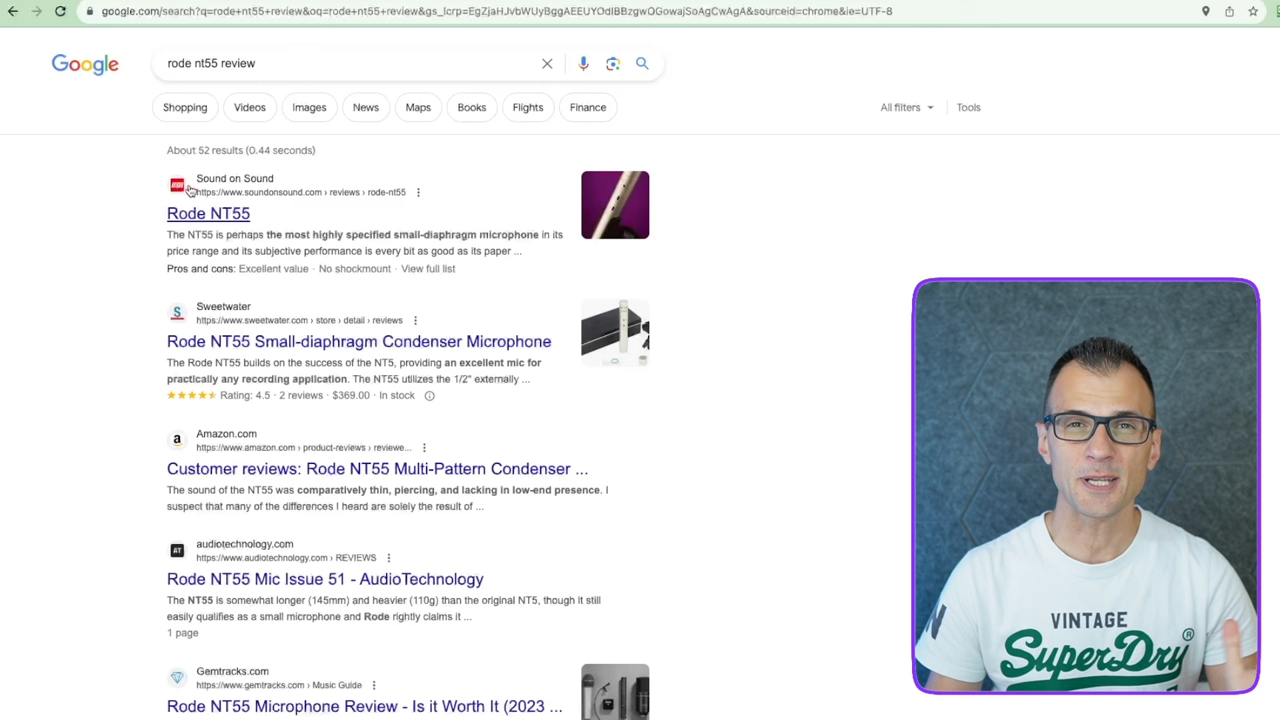 google.com/search?q=rode+nt55+review&oq=rode+nt55+review&gs_lcrp=EgZjaHJvbWUyBggAEEUYOdIBBzgwOGowajSoAgCwAgA&sourceid=chrome&ie=UTF-8
Google
rode nt55 review
Shopping
Videos
Images
News
Maps
Books
Flights
Finance
All filters
Tools
About 52 results (0.44 seconds)
Sound on Sound
https://www.soundonsound.com › reviews › rode-nt55
Rode NT55
The NT55 is perhaps the most highly specified small-diaphragm microphone in its
price range and its subjective performance is every bit as good as its paper ...
Pros and cons: Excellent value · No shockmount · View full list
S
Sweetwater
https://www.sweetwater.com › store › detail › reviews
Rode NT55 Small-diaphragm Condenser Microphone
The Rode NT55 builds on the success of the NT5, providing an excellent mic for
practically any recording application. The NT55 utilizes the 1/2" externally ...
Rating: 4.5 · 2 reviews · $369.00 · In stock
a
Amazon.com
https://www.amazon.com › product-reviews › reviewe...
Customer reviews: Rode NT55 Multi-Pattern Condenser ...
The sound of the NT55 was comparatively thin, piercing, and lacking in low-end presence. I
suspect that many of the differences I heard are solely the result of ...
AT
audiotechnology.com
https://www.audiotechnology.com › REVIEWS
Rode NT55 Mic Issue 51 - AudioTechnology
The NT55 is somewhat longer (145mm) and heavier (110g) than the original NT5, though it still
easily qualifies as a small microphone and Rode rightly claims it ...
1 page
Gemtracks.com
https://www.gemtracks.com › Music Guide
Rode NT55 Microphone Review - Is it Worth It (2023 ...
N
VINTAGE
SuperDry®